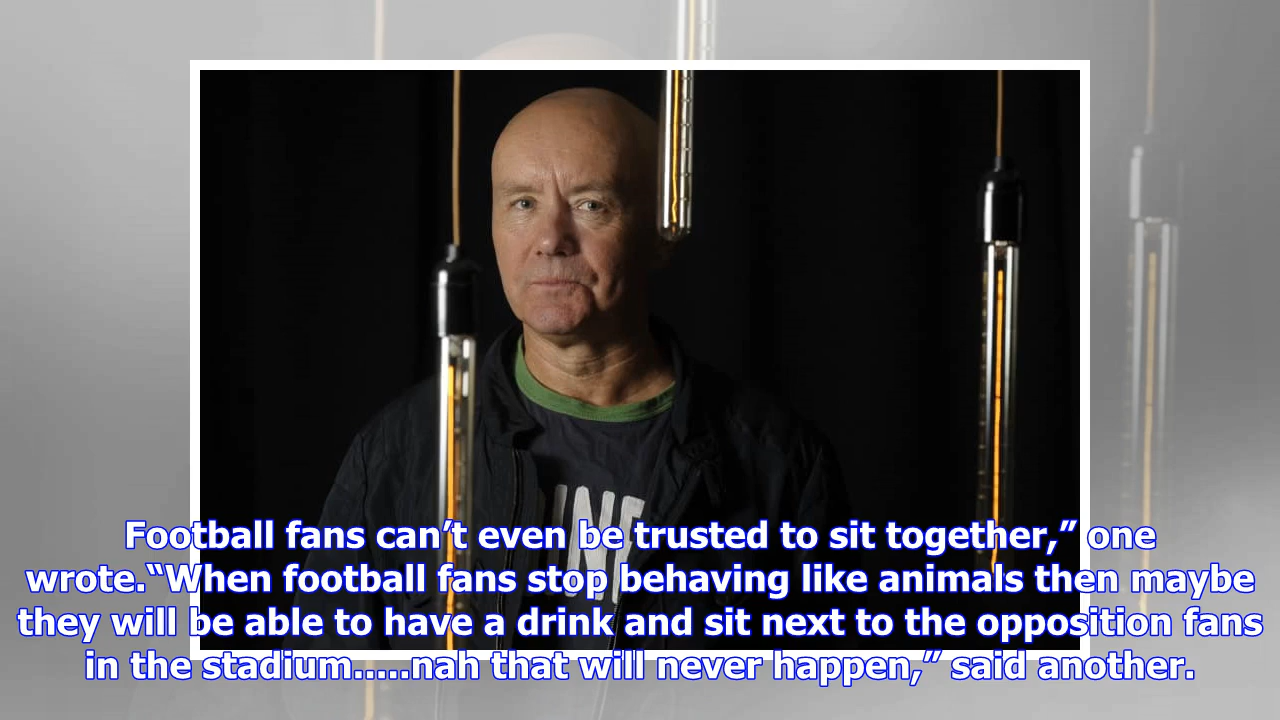 UNE
Football fans can’t even be trusted to sit together,” one
wrote.“When football fans stop behaving like animals then maybe
they will be able to have a drink and sit next to the opposition fans
in the stadium.....nah that will never happen,” said another.